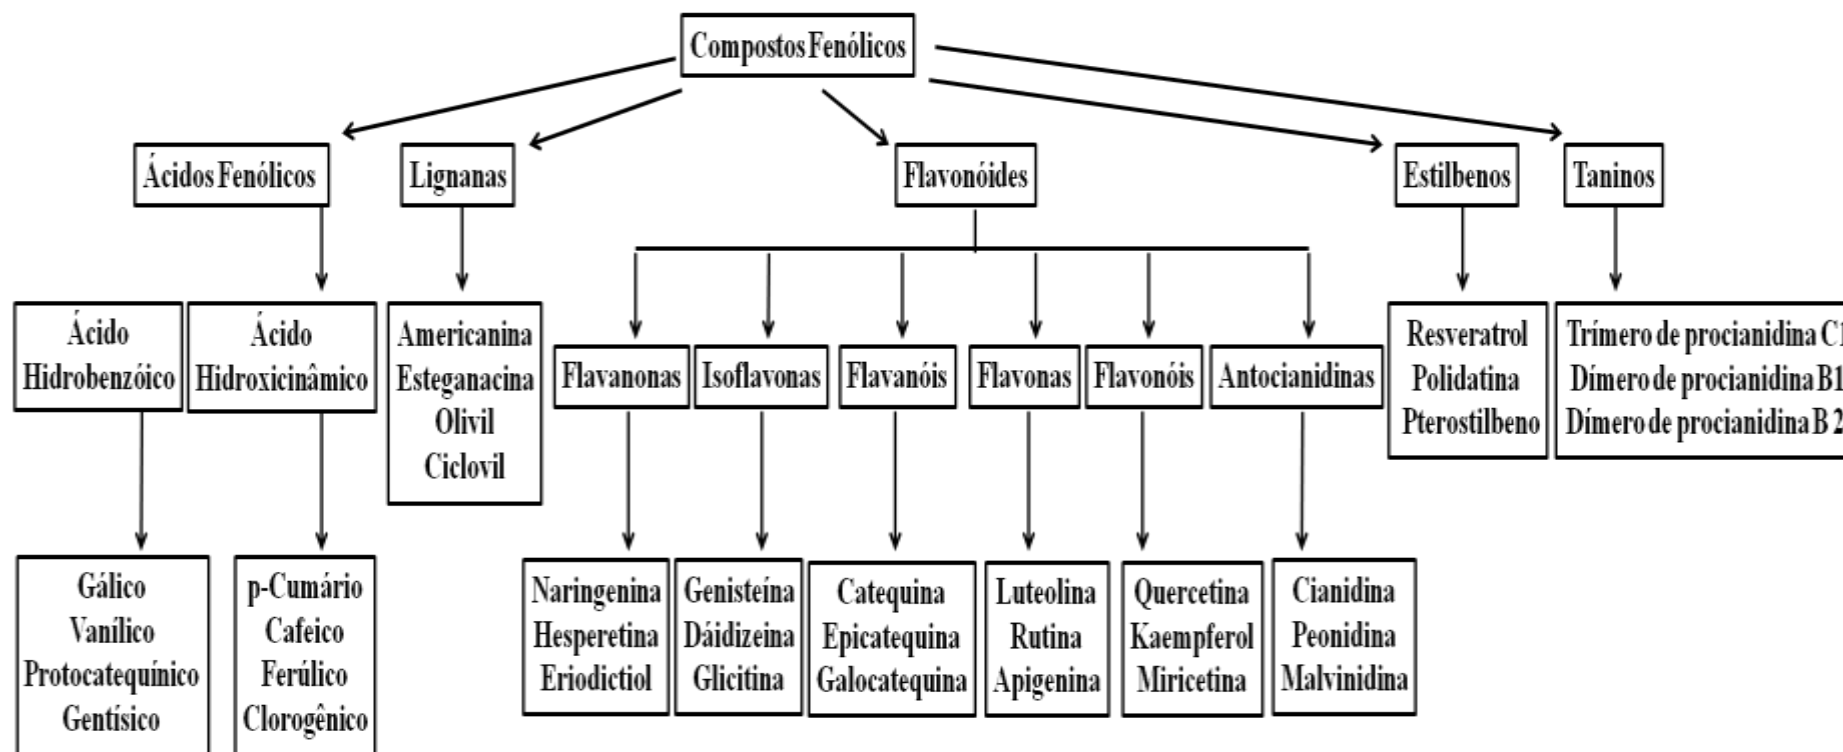 Compostos Fenólicos
Ácidos Fenólicos
Lignanas
Flavonóides
Estilbenos
Taninos
Ácido
Hidrobenzóico
Ácido
Hidroxicinâmico
Americanina
Esteganacina
Olivil
Ciclovil
Flavanonas
Isoflavonas
Flavanóis
Flavonas
Flavonóis
Antocianidinas
Resveratrol
Polidatina
Pterostilbeno
Trímero de procianidina C1
Dímero de procianidina B1
Dímero de procianidina B 2
Gálico
Vanílico
Protocatequínico
Gentísico
p-Cumário
Cafeico
Ferúlico
Clorogênico
Naringenina
Hesperetina
Eriodictiol
Genisteína
Dáidizeina
Glicitina
Catequina
Epicatequina
Galocatequina
Luteolina
Rutina
Apigenina
Quercetina
Kaempferol
Miricetina
Cianidina
Peonidina
Malvinidina